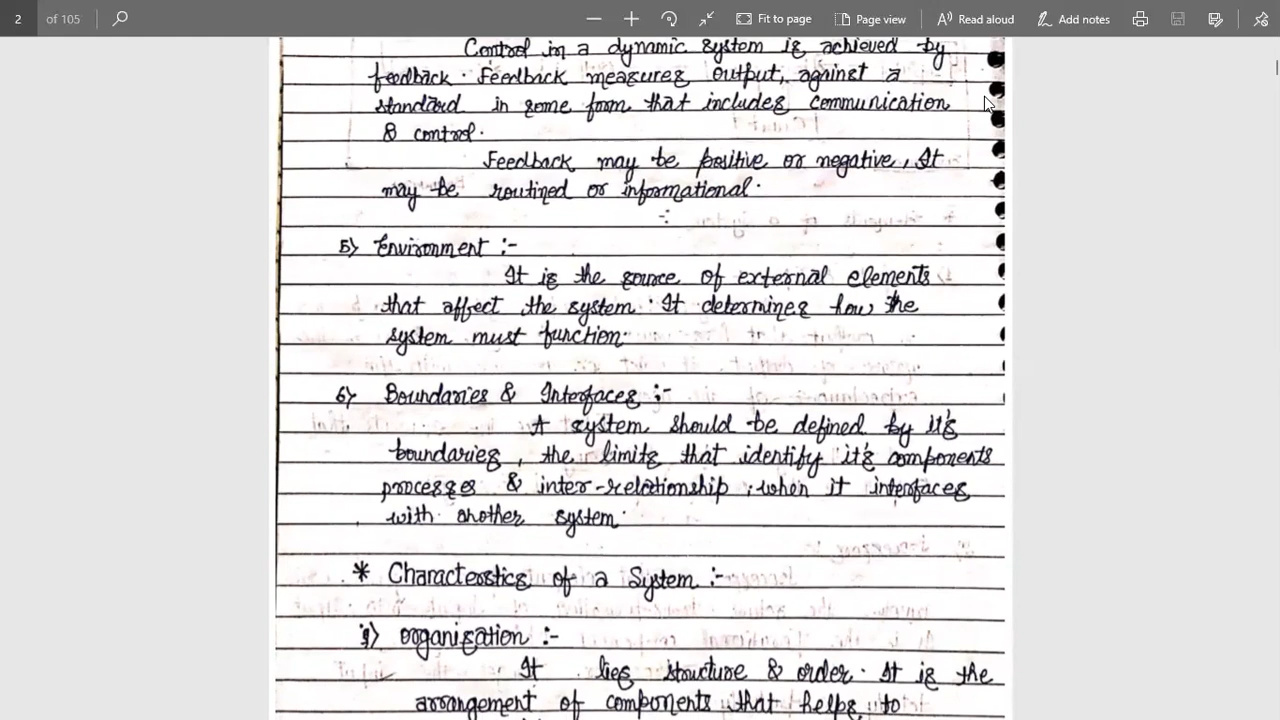 2 of 105 Fit to page Page view Read aloud Add notes
Control in a dynamic system is achieved by
feedback. Feedback measures output, against a
standard in some form that includes communication
& control.
Feedback may be positive or negative, It
may be routined or informational.
5) Environment :-
It is the source of external elements
that affect the system. It determines how the
system must function.
6) Boundaries & Interfaces :-
A system should be defined by it's
boundaries, the limits that identify it's components
processes & inter-relationship, when it interfaces
with another system.
* Characterstics of a System :-
i) organisation :-
It lies structure & order. It is the
arrangement of components that helps to